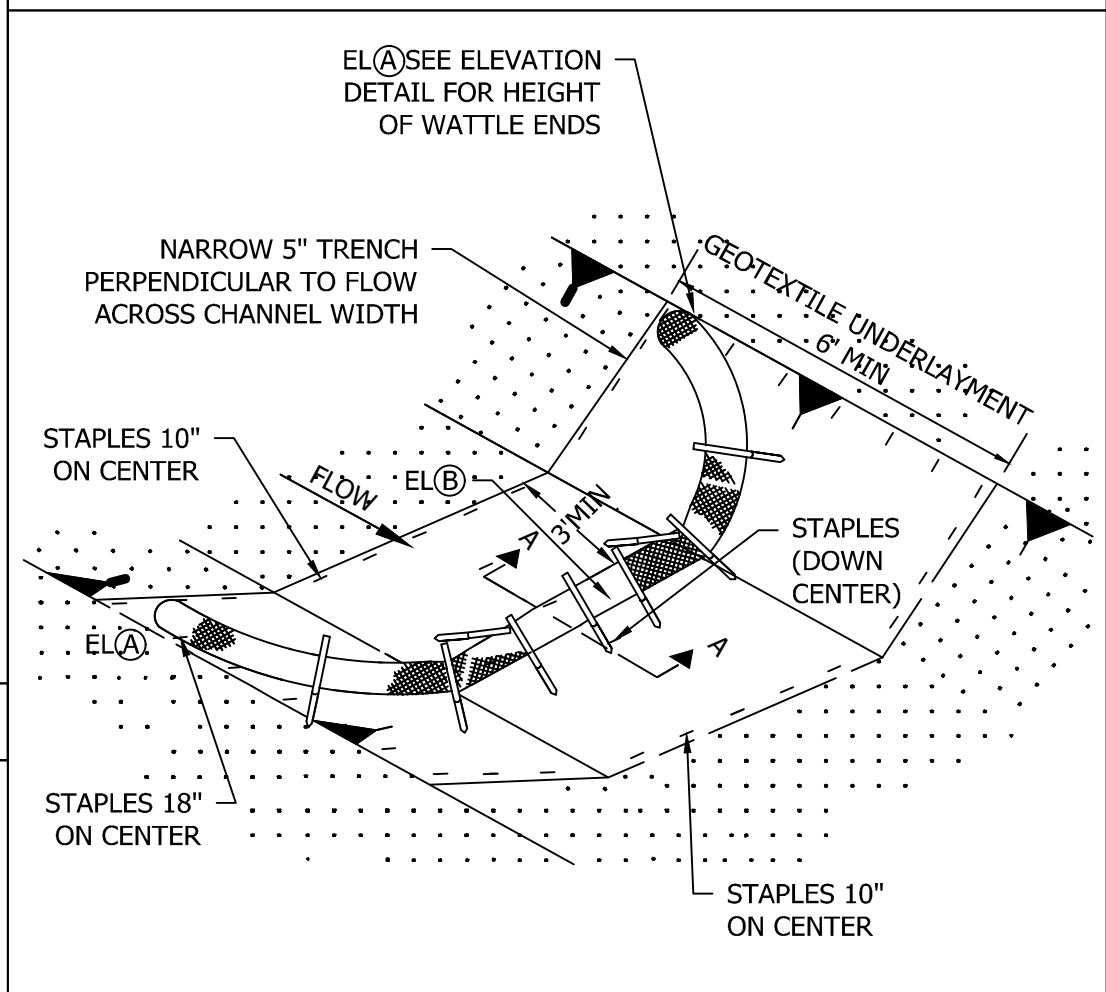 EL Ⓐ SEE ELEVATION
DETAIL FOR HEIGHT
OF WATTLE ENDS
NARROW 5" TRENCH
PERPENDICULAR TO FLOW
ACROSS CHANNEL WIDTH
GEOTEXTILE UNDERLAYMENT
6' MIN
STAPLES 10"
ON CENTER
FLOW
EL Ⓑ
3'MIN
A
STAPLES
(DOWN
CENTER)
EL Ⓐ
A
STAPLES 18"
ON CENTER
STAPLES 10"
ON CENTER